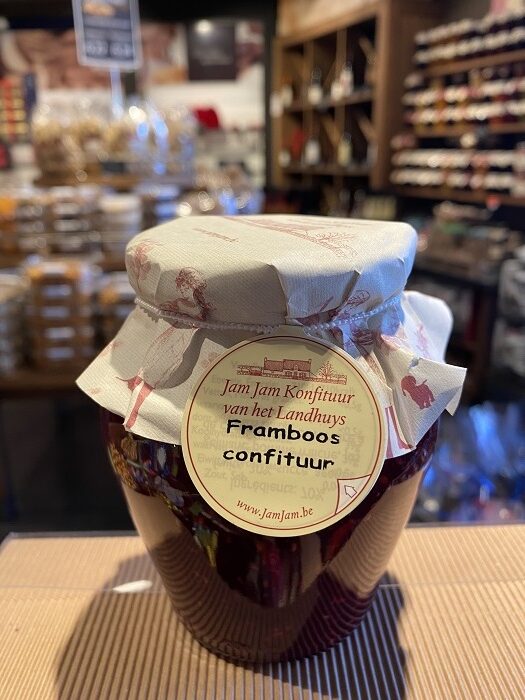 Jam Jam Konfituur
van het Landhuys
Framboos
confituur
www.JamJam.be